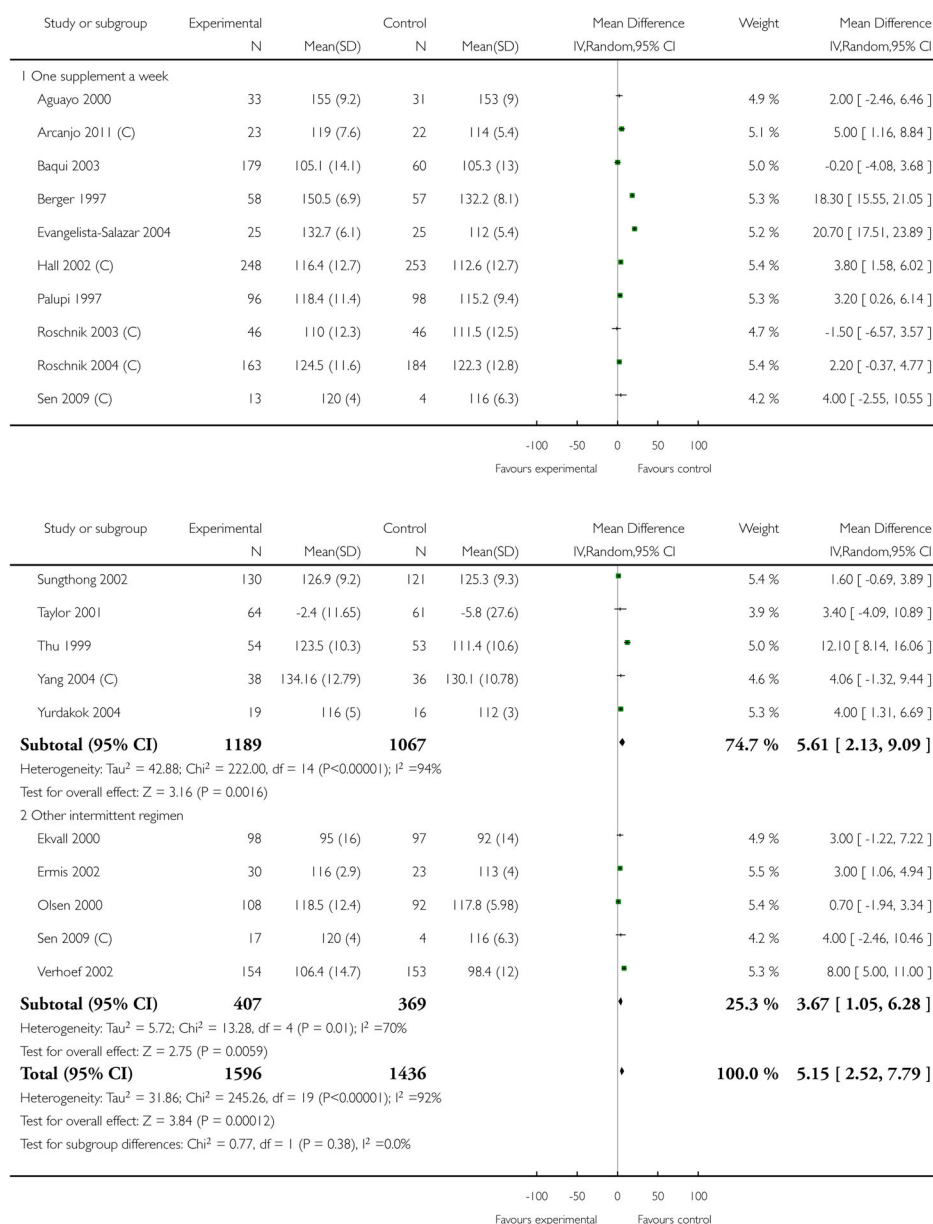 Study or subgroup Experimental Control Mean Difference Weight Mean Difference
N Mean(SD) N Mean(SD) IV,Random,95% CI IV,Random,95% CI
1 One supplement a week
Aguayo 2000 33 155 (9.2) 31 153 (9) 4.9 % 2.00 [ -2.46, 6.46 ]
Arcanjo 2011 (C) 23 119 (7.6) 22 114 (5.4) 5.1 % 5.00 [ 1.16, 8.84 ]
Baqui 2003 179 105.1 (14.1) 60 105.3 (13) 5.0 % -0.20 [ -4.08, 3.68 ]
Berger 1997 58 150.5 (6.9) 57 132.2 (8.1) 5.3 % 18.30 [ 15.55, 21.05 ]
Evangelista-Salazar 2004 25 132.7 (6.1) 25 112 (5.4) 5.2 % 20.70 [ 17.51, 23.89 ]
Hall 2002 (C) 248 116.4 (12.7) 253 112.6 (12.7) 5.4 % 3.80 [ 1.58, 6.02 ]
Palupi 1997 96 118.4 (11.4) 98 115.2 (9.4) 5.3 % 3.20 [ 0.26, 6.14 ]
Roschnik 2003 (C) 46 110 (12.3) 46 111.5 (12.5) 4.7 % -1.50 [ -6.57, 3.57 ]
Roschnik 2004 (C) 163 124.5 (11.6) 184 122.3 (12.8) 5.4 % 2.20 [ -0.37, 4.77 ]
Sen 2009 (C) 13 120 (4) 4 116 (6.3) 4.2 % 4.00 [ -2.55, 10.55 ]
-100 -50 0 50 100
Favours experimental Favours control
Study or subgroup Experimental Control Mean Difference Weight Mean Difference
N Mean(SD) N Mean(SD) IV,Random,95% CI IV,Random,95% CI
Sungthong 2002 130 126.9 (9.2) 121 125.3 (9.3) 5.4 % 1.60 [ -0.69, 3.89 ]
Taylor 2001 64 -2.4 (11.65) 61 -5.8 (27.6) 3.9 % 3.40 [ -4.09, 10.89 ]
Thu 1999 54 123.5 (10.3) 53 111.4 (10.6) 5.0 % 12.10 [ 8.14, 16.06 ]
Yang 2004 (C) 38 134.16 (12.79) 36 130.1 (10.78) 4.6 % 4.06 [ -1.32, 9.44 ]
Yurdakok 2004 19 116 (5) 16 112 (3) 5.3 % 4.00 [ 1.31, 6.69 ]
Subtotal (95% CI) 1189 1067 74.7 % 5.61 [ 2.13, 9.09 ]
Heterogeneity: Tau² = 42.88; Chi² = 222.00, df = 14 (P<0.00001); I² =94%
Test for overall effect: Z = 3.16 (P = 0.0016)
2 Other intermittent regimen
Ekvall 2000 98 95 (16) 97 92 (14) 4.9 % 3.00 [ -1.22, 7.22 ]
Ermis 2002 30 116 (2.9) 23 113 (4) 5.5 % 3.00 [ 1.06, 4.94 ]
Olsen 2000 108 118.5 (12.4) 92 117.8 (5.98) 5.4 % 0.70 [ -1.94, 3.34 ]
Sen 2009 (C) 17 120 (4) 4 116 (6.3) 4.2 % 4.00 [ -2.46, 10.46 ]
Verhoef 2002 154 106.4 (14.7) 153 98.4 (12) 5.3 % 8.00 [ 5.00, 11.00 ]
Subtotal (95% CI) 407 369 25.3 % 3.67 [ 1.05, 6.28 ]
Heterogeneity: Tau² = 5.72; Chi² = 13.28, df = 4 (P = 0.01); I² =70%
Test for overall effect: Z = 2.75 (P = 0.0059)
Total (95% CI) 1596 1436 100.0 % 5.15 [ 2.52, 7.79 ]
Heterogeneity: Tau² = 31.86; Chi² = 245.26, df = 19 (P<0.00001); I² =92%
Test for overall effect: Z = 3.84 (P = 0.00012)
Test for subgroup differences: Chi² = 0.77, df = 1 (P = 0.38), I² =0.0%
-100 -50 0 50 100
Favours experimental Favours control